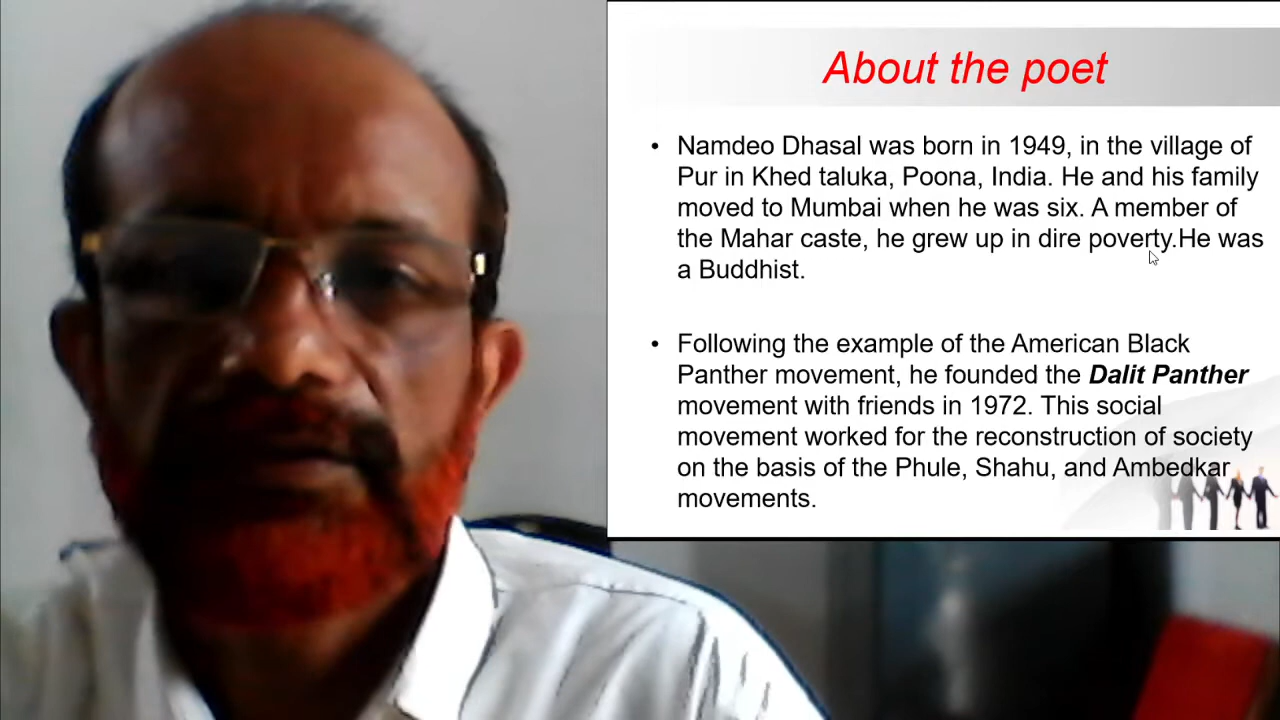 About the poet
• Namdeo Dhasal was born in 1949, in the village of
Pur in Khed taluka, Poona, India. He and his family
moved to Mumbai when he was six. A member of
the Mahar caste, he grew up in dire poverty.He was
a Buddhist.
• Following the example of the American Black
Panther movement, he founded the Dalit Panther
movement with friends in 1972. This social
movement worked for the reconstruction of society
on the basis of the Phule, Shahu, and Ambedkar
movements.